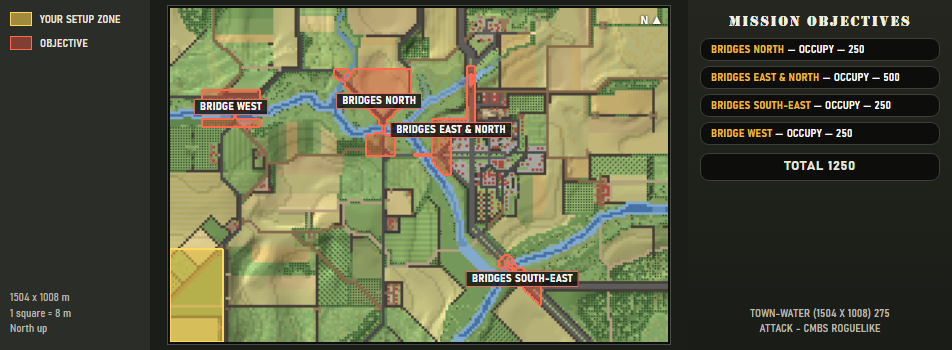 YOUR SETUP ZONE
OBJECTIVE
1504 x 1008 m
1 square = 8 m
North up
N ▲
BRIDGE WEST
BRIDGES NORTH
BRIDGES EAST & NORTH
BRIDGES SOUTH-EAST
MISSION OBJECTIVES
BRIDGES NORTH — OCCUPY — 250
BRIDGES EAST & NORTH — OCCUPY — 500
BRIDGES SOUTH-EAST — OCCUPY — 250
BRIDGE WEST — OCCUPY — 250
TOTAL 1250
TOWN-WATER (1504 X 1008) 275
ATTACK - CMBS ROGUELIKE